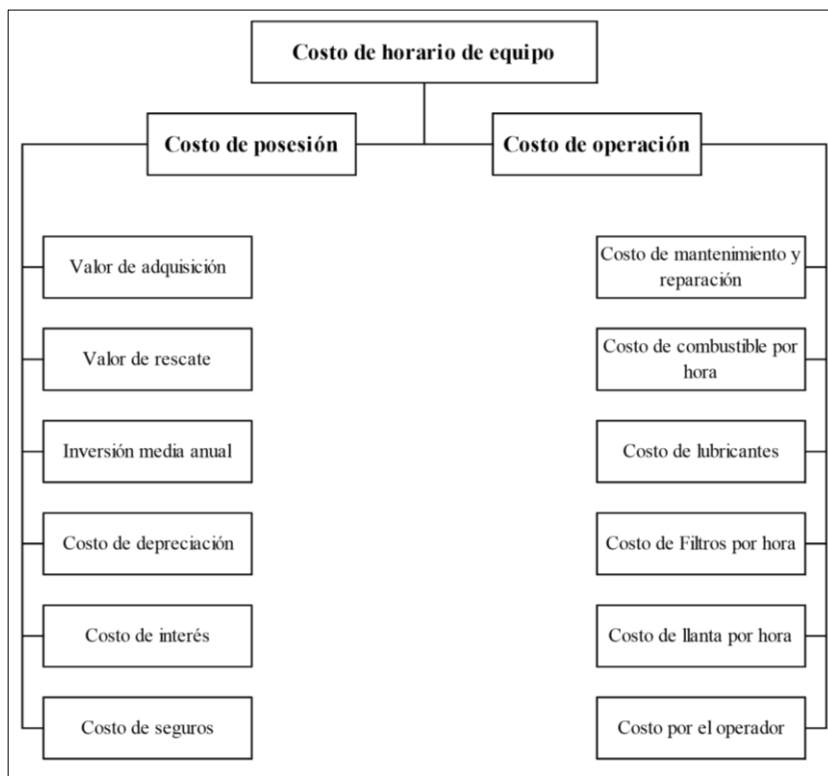 Costo de horario de equipo
Costo de posesión
Costo de operación
Valor de adquisición
Valor de rescate
Inversión media anual
Costo de depreciación
Costo de interés
Costo de seguros
Costo de mantenimiento y
reparación
Costo de combustible por
hora
Costo de lubricantes
Costo de Filtros por hora
Costo de llanta por hora
Costo por el operador